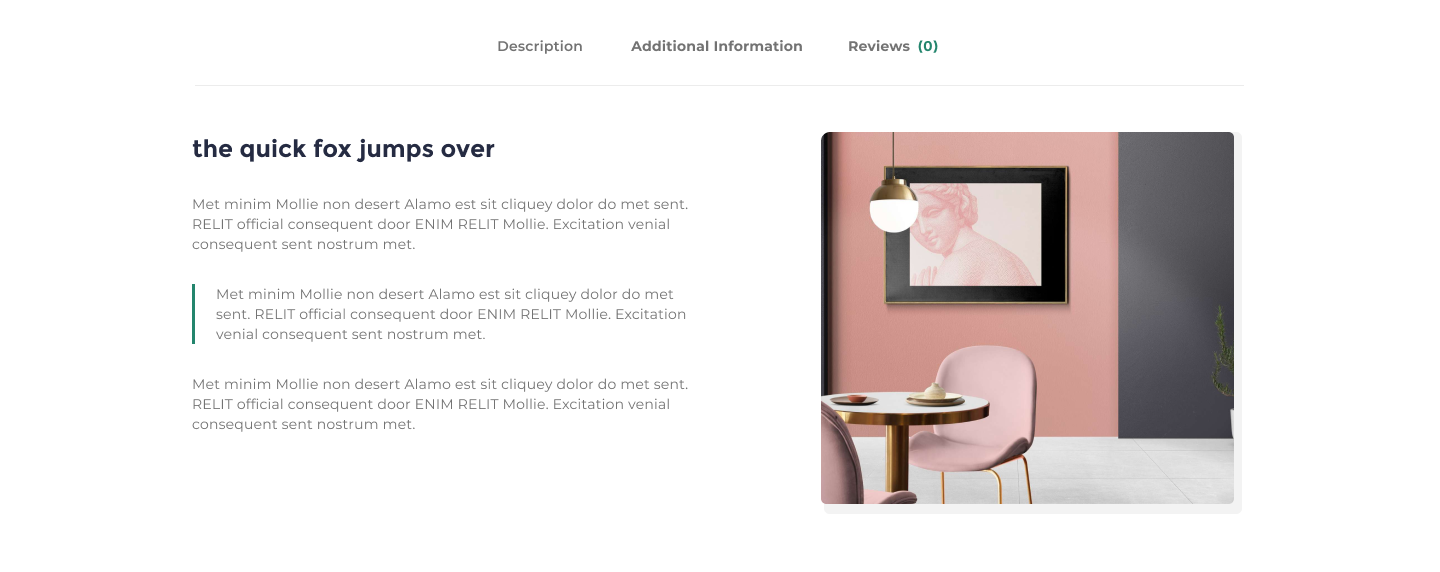 Description Additional Information Reviews (0)
the quick fox jumps over
Met minim Mollie non desert Alamo est sit cliquey dolor do met sent.
RELIT official consequent door ENIM RELIT Mollie. Excitation venial
consequent sent nostrum met.
Met minim Mollie non desert Alamo est sit cliquey dolor do met
sent. RELIT official consequent door ENIM RELIT Mollie. Excitation
venial consequent sent nostrum met.
Met minim Mollie non desert Alamo est sit cliquey dolor do met sent.
RELIT official consequent door ENIM RELIT Mollie. Excitation venial
consequent sent nostrum met.